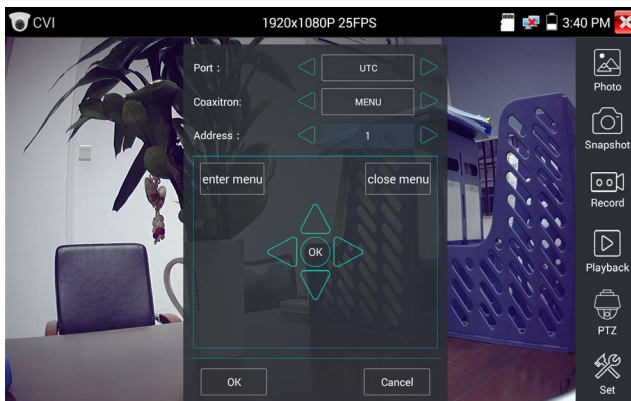 CVI 1920x1080P 25FPS 3:40 PM
Port : UTC
Coaxitron: MENU
Address : 1
enter menu close menu
OK
OK Cancel
Photo
Snapshot
Record
Playback
PTZ
Set